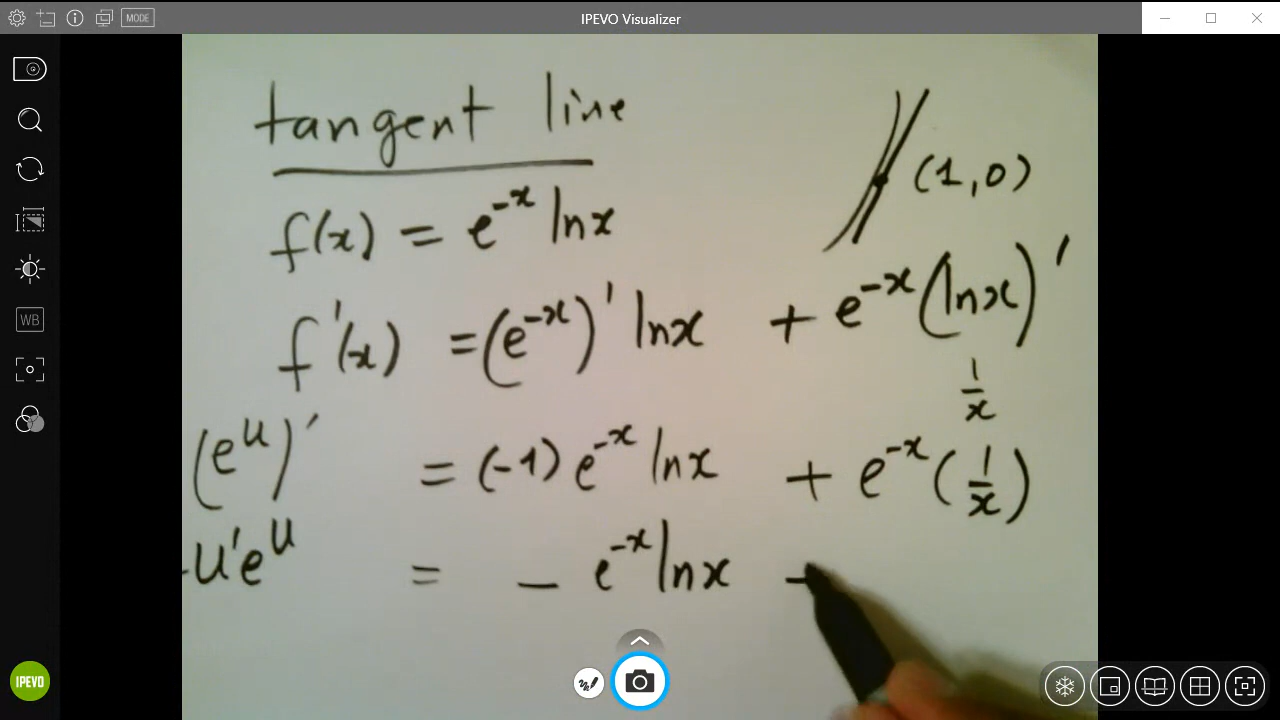 MODE
IPEVO Visualizer
WB
IPEVO
tangent line
(1,0)
f(x) = e^{-x} ln x
f'(x) = (e^{-x})' ln x + e^{-x} (ln x)'
1/x
(e^u)' = (-1) e^{-x} ln x + e^{-x} (1/x)
u'e^u = - e^{-x} ln x